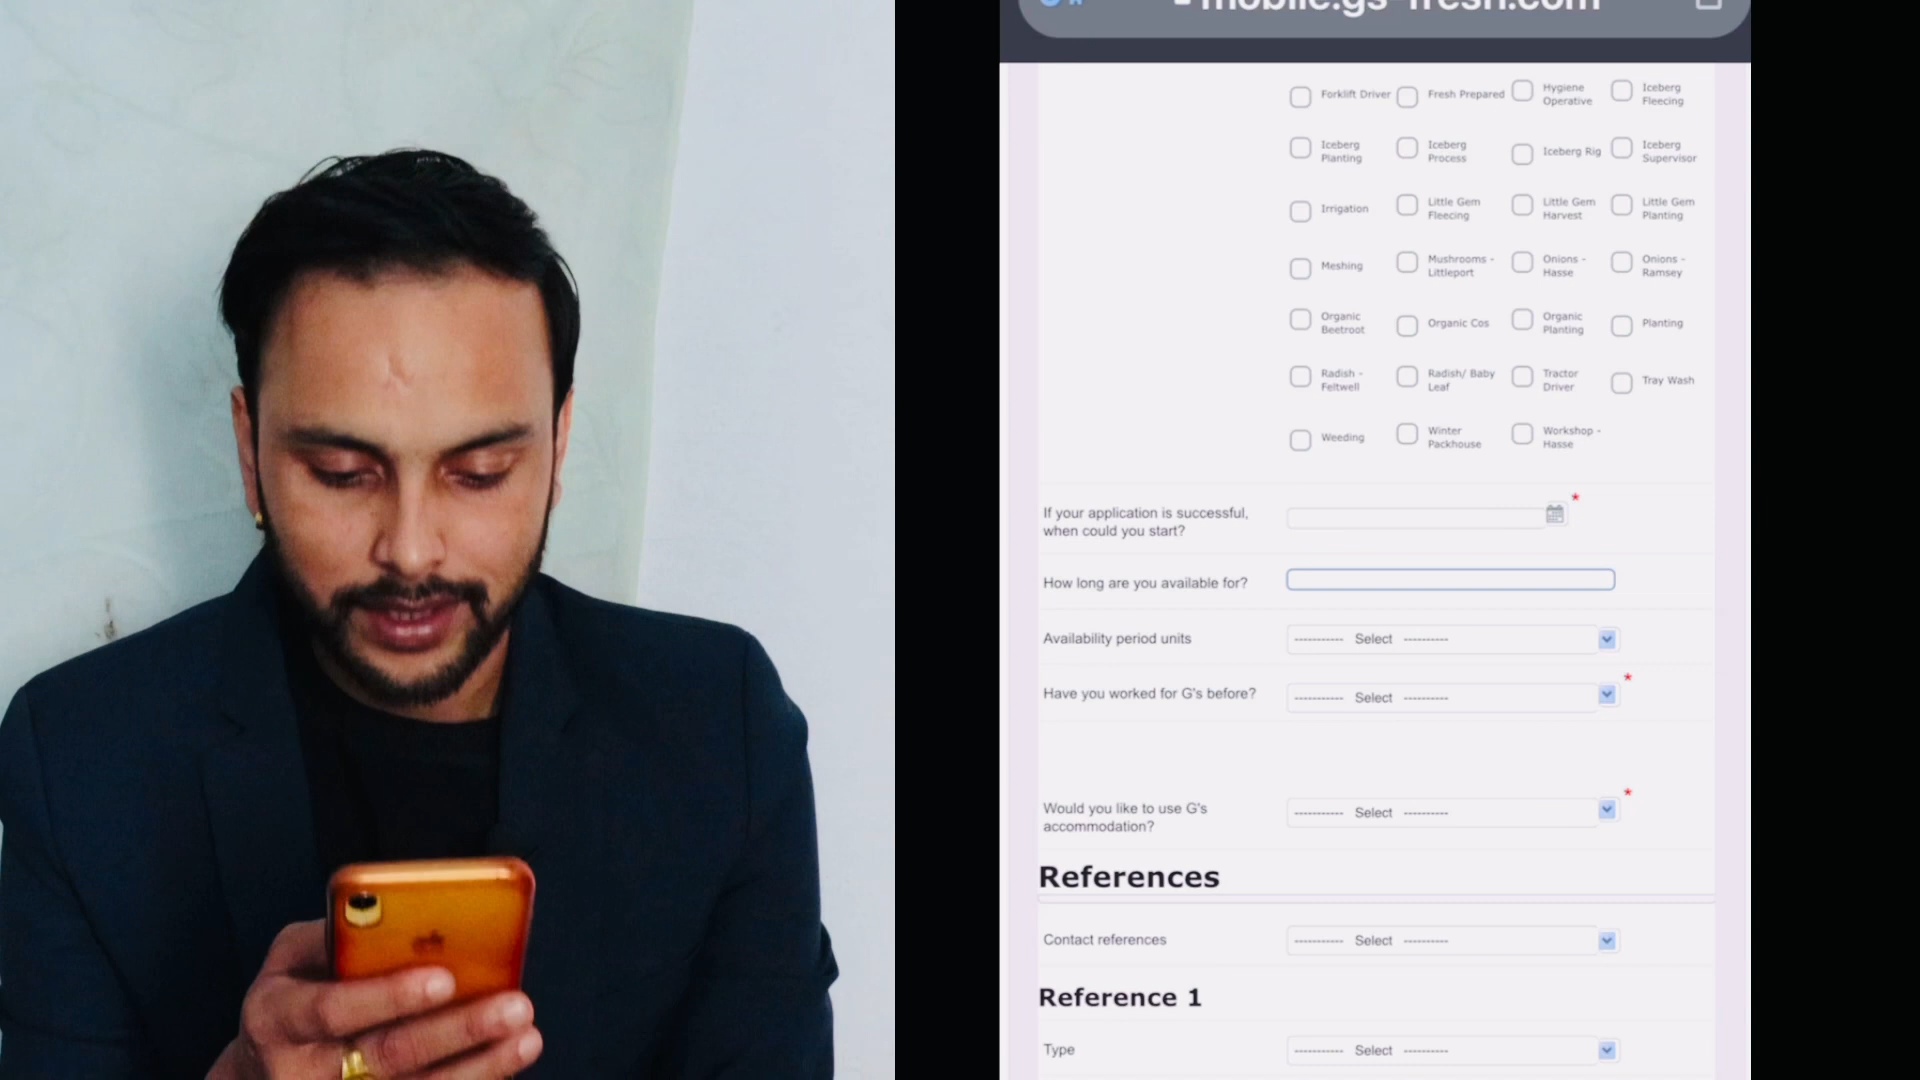 mobile.gs-fresh.com
Forklift Driver Fresh Prepared Hygiene Operative Iceberg Fleecing
Iceberg Planting Iceberg Process Iceberg Rig Iceberg Supervisor
Irrigation Little Gem Fleecing Little Gem Harvest Little Gem Planting
Meshing Mushrooms - Littleport Onions - Hasse Onions - Ramsey
Organic Beetroot Organic Cos Organic Planting Planting
Radish - Feltwell Radish/ Baby Leaf Tractor Driver Tray Wash
Weeding Winter Packhouse Workshop - Hasse
If your application is successful, *
when could you start?
How long are you available for?
Availability period units ----------- Select ----------
Have you worked for G's before? ----------- Select ---------- *
Would you like to use G's ----------- Select ---------- *
accommodation?
References
Contact references ----------- Select ----------
Reference 1
Type ----------- Select ----------